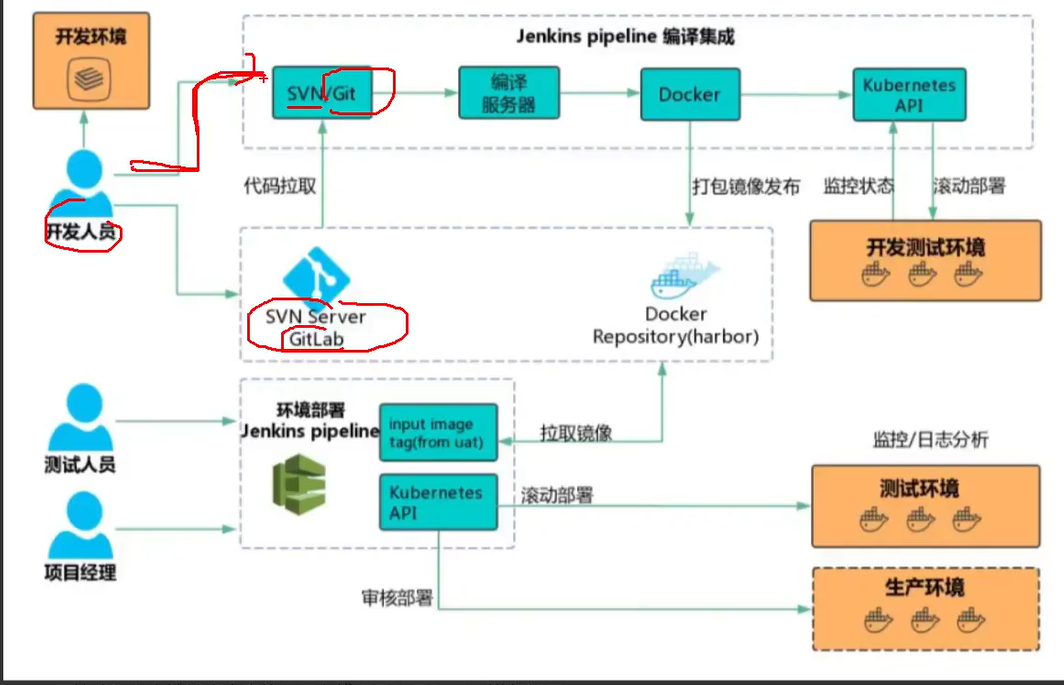 开发环境
Jenkins pipeline 编译集成
SVN/Git
编译
服务器
Docker
Kubernetes
API
代码拉取
打包镜像发布
监控状态
滚动部署
开发人员
开发测试环境
SVN Server
GitLab
Docker
Repository(harbor)
环境部署
Jenkins pipeline
input image
tag(from uat)
拉取镜像
监控/日志分析
测试人员
Kubernetes
API
滚动部署
测试环境
项目经理
审核部署
生产环境